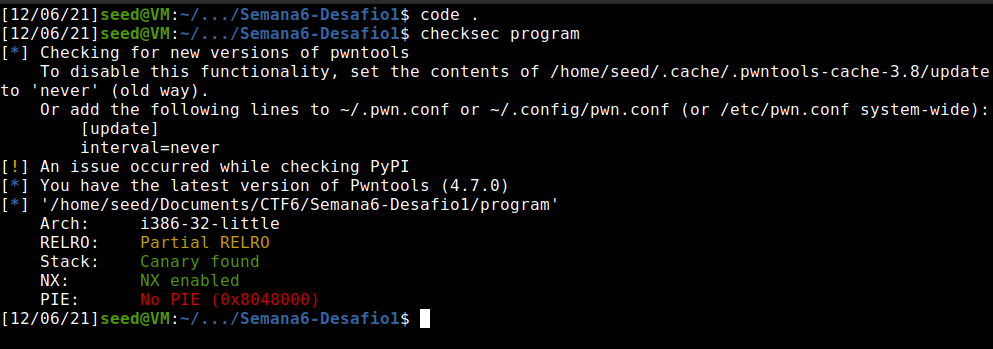 [12/06/21]seed@VM:~/.../Semana6-Desafio1$ code .
[12/06/21]seed@VM:~/.../Semana6-Desafio1$ checksec program
[*] Checking for new versions of pwntools
    To disable this functionality, set the contents of /home/seed/.cache/.pwntools-cache-3.8/update
to 'never' (old way).
    Or add the following lines to ~/.pwn.conf or ~/.config/pwn.conf (or /etc/pwn.conf system-wide):
        [update]
        interval=never
[!] An issue occurred while checking PyPI
[*] You have the latest version of Pwntools (4.7.0)
[*] '/home/seed/Documents/CTF6/Semana6-Desafio1/program'
    Arch:     i386-32-little
    RELRO:    Partial RELRO
    Stack:    Canary found
    NX:       NX enabled
    PIE:      No PIE (0x8048000)
[12/06/21]seed@VM:~/.../Semana6-Desafio1$